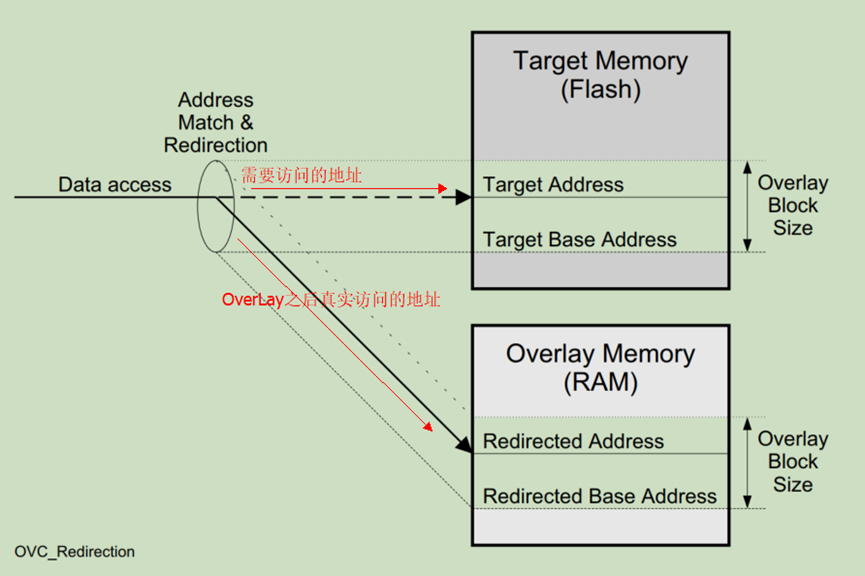 Target Memory
(Flash)
Address
Match &
Redirection
需要访问的地址
Data access
Target Address
Overlay
Block
Size
Target Base Address
OverLay之后真实访问的地址
Overlay Memory
(RAM)
Redirected Address
Overlay
Block
Size
Redirected Base Address
OVC_Redirection